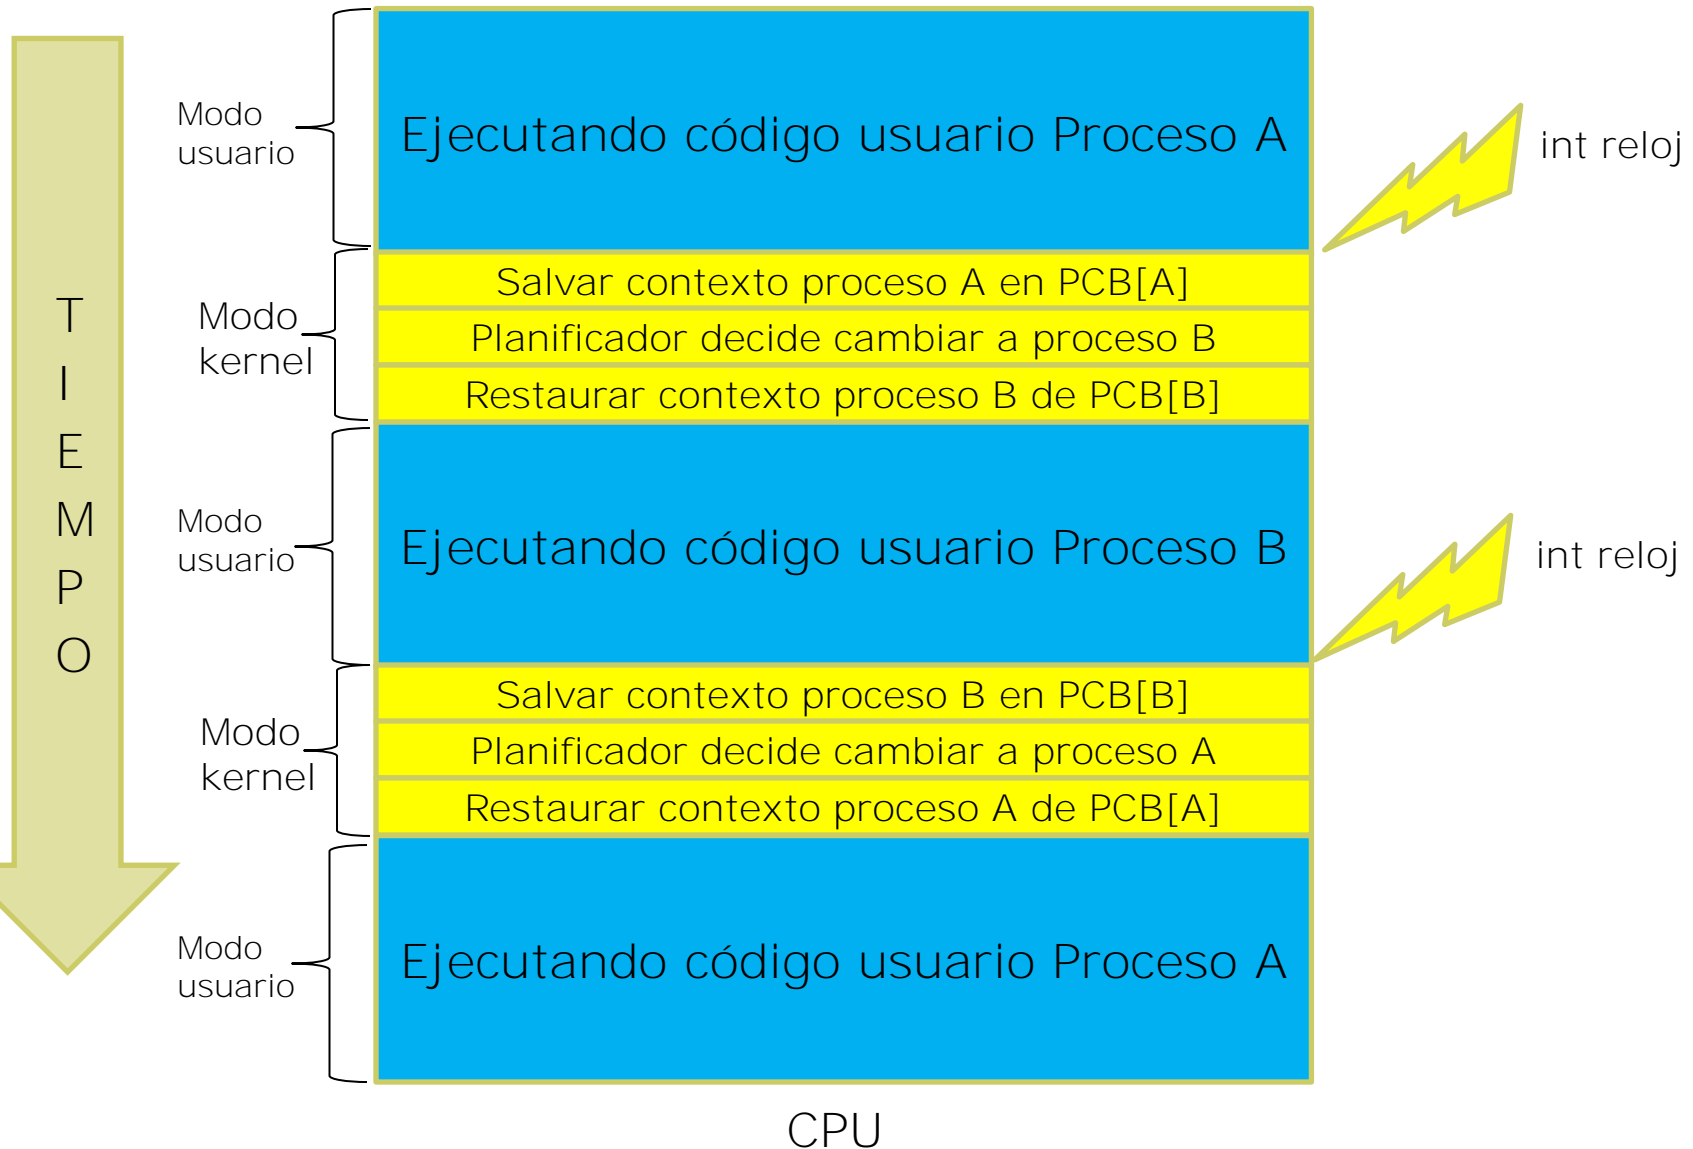 Modo
usuario
Ejecutando código usuario Proceso A
int reloj
Salvar contexto proceso A en PCB[A]
Modo
kernel
Planificador decide cambiar a proceso B
Restaurar contexto proceso B de PCB[B]
T
I
E
M
P
O
Modo
usuario
Ejecutando código usuario Proceso B
int reloj
Salvar contexto proceso B en PCB[B]
Modo
kernel
Planificador decide cambiar a proceso A
Restaurar contexto proceso A de PCB[A]
Modo
usuario
Ejecutando código usuario Proceso A
CPU